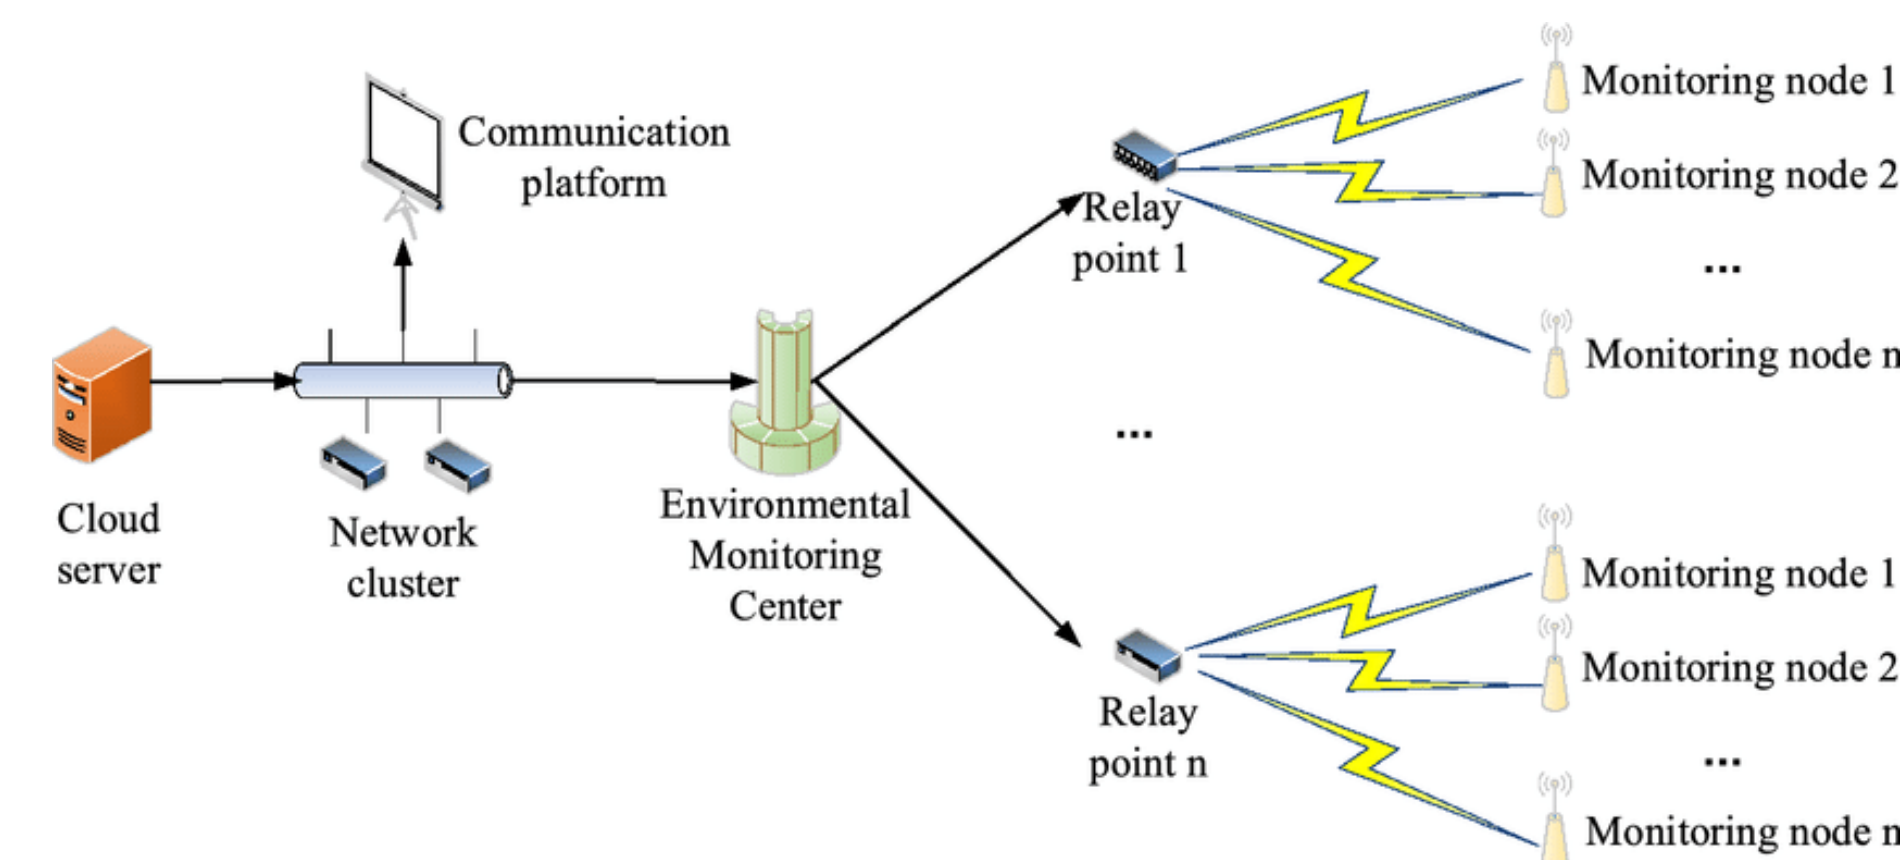 Communication
platform
Cloud
server
Network
cluster
Environmental
Monitoring
Center
Relay
point 1
...
Relay
point n
Monitoring node 1
Monitoring node 2
...
Monitoring node
Monitoring node 1
Monitoring node 2
...
Monitoring node